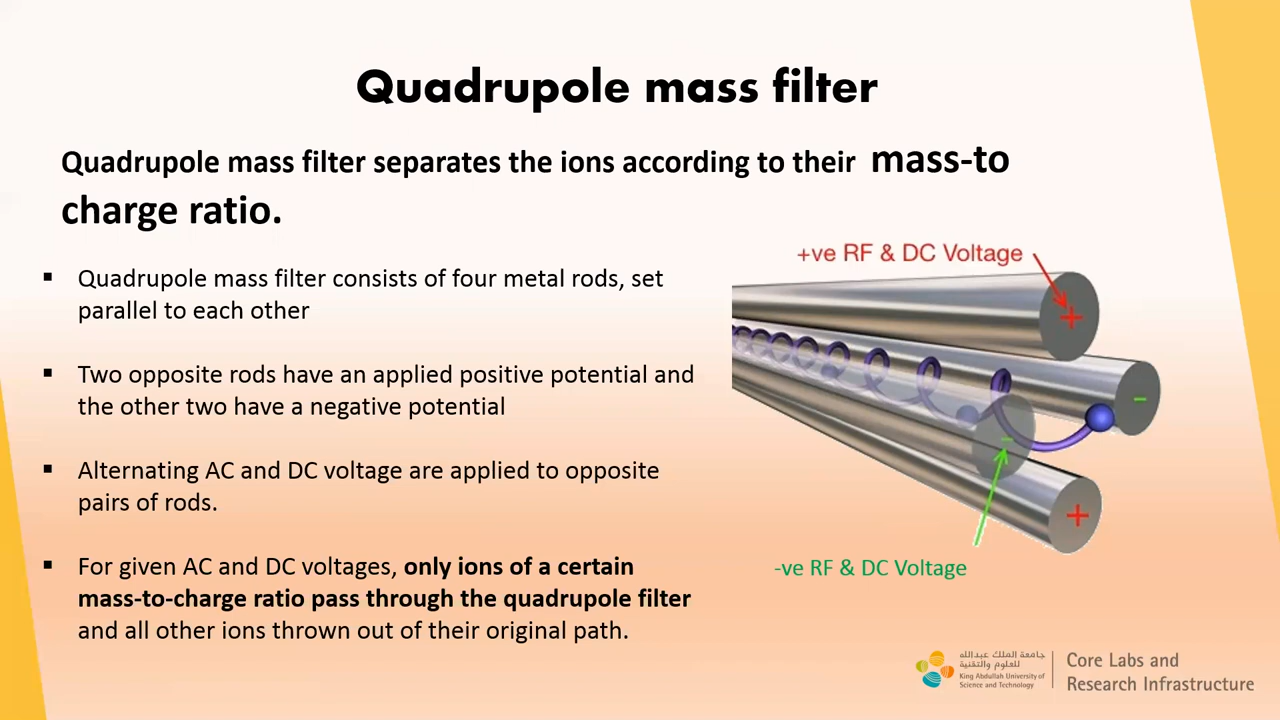 Quadrupole mass filter
Quadrupole mass filter separates the ions according to their mass-to
charge ratio.
▪ Quadrupole mass filter consists of four metal rods, set
parallel to each other
▪ Two opposite rods have an applied positive potential and
the other two have a negative potential
▪ Alternating AC and DC voltage are applied to opposite
pairs of rods.
▪ For given AC and DC voltages, only ions of a certain
mass-to-charge ratio pass through the quadrupole filter
and all other ions thrown out of their original path.
+ve RF & DC Voltage
+
-
-
+
-ve RF & DC Voltage
جامعة الملك عبدالله
للعلوم والتقنية
King Abdullah University of
Science and Technology
Core Labs and
Research Infrastructure